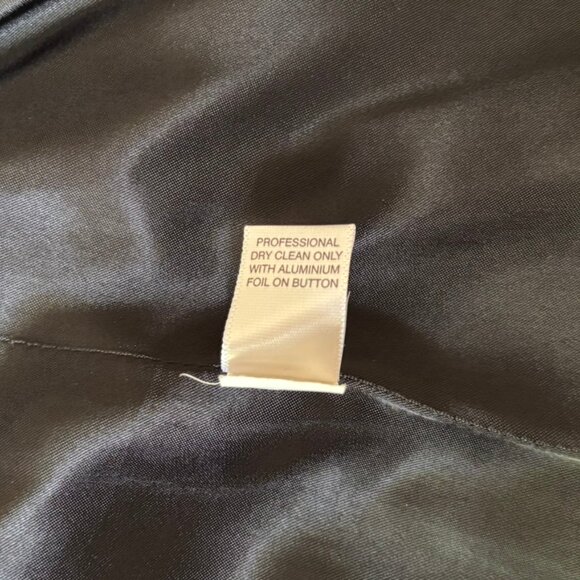 PROFESSIONAL
DRY CLEAN ONLY
WITH ALUMINIUM
FOIL ON BUTTON